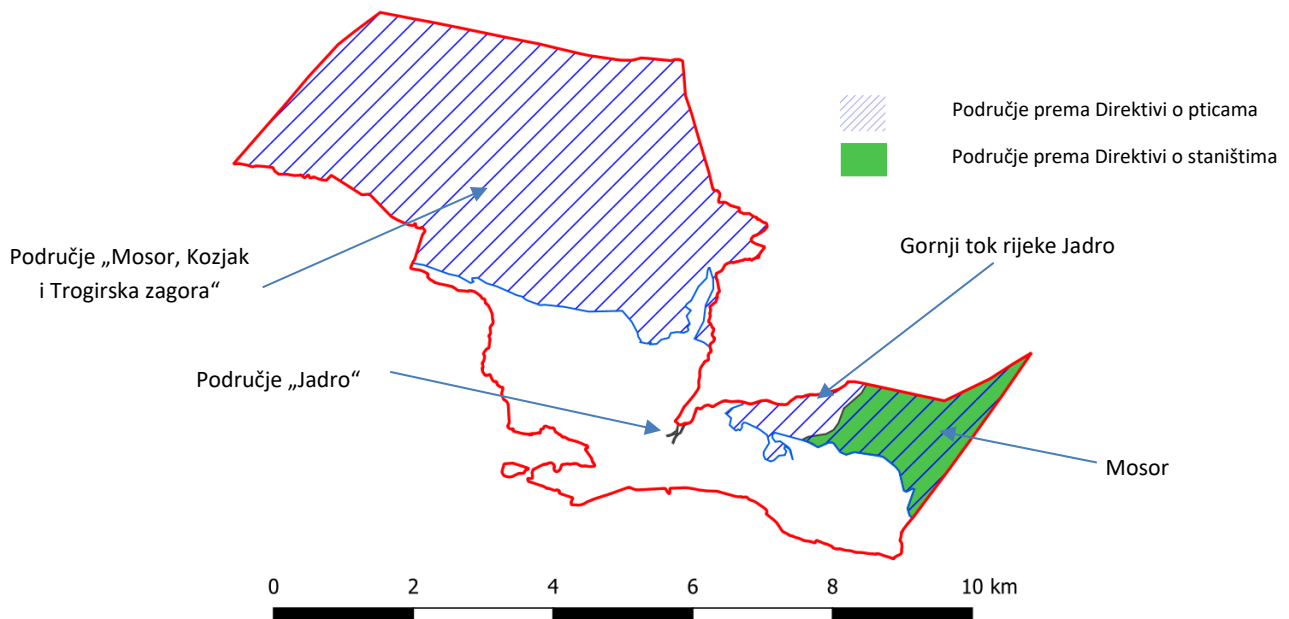 Područje prema Direktivi o pticama
Područje prema Direktivi o staništima
Gornji tok rijeke Jadro
Područje „Mosor, Kozjak
i Trogirska zagora“
Područje „Jadro“
Mosor
0 2 4 6 8 10 km